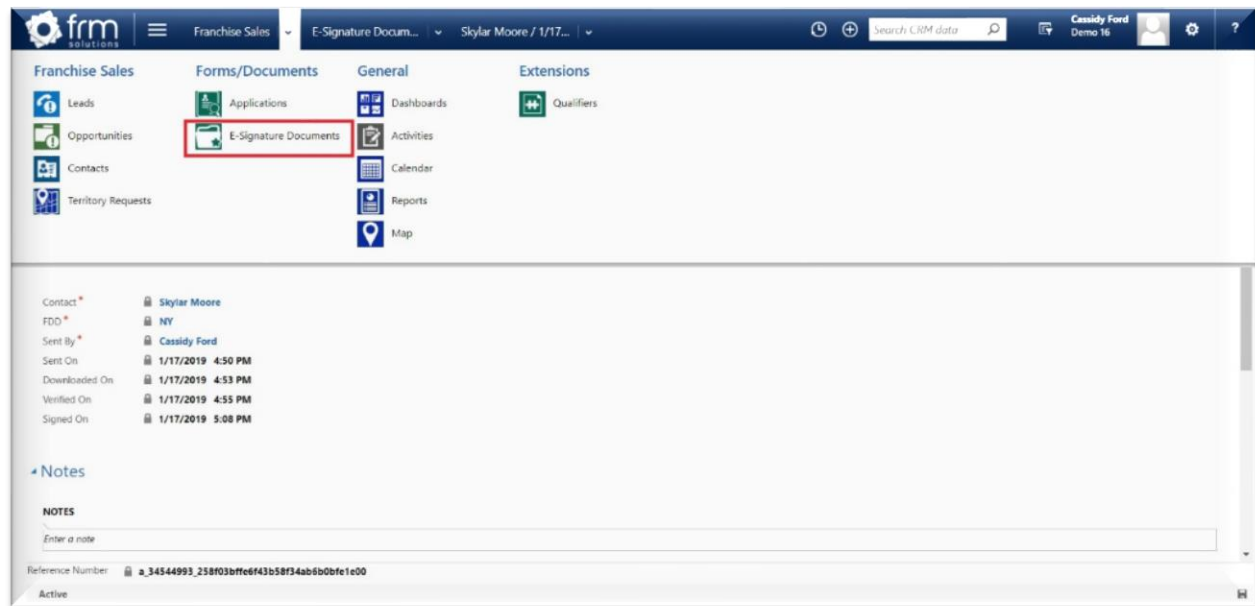 frm solutions Franchise Sales E-Signature Docum... Skylar Moore / 1/17... Search CRM data Cassidy Ford Demo 16 ?
Franchise Sales Forms/Documents General Extensions
Leads Applications Dashboards Qualifiers
Opportunities E-Signature Documents Activities
Contacts Calendar
Territory Requests Reports
Map
Contact* Skylar Moore
FDD* NY
Sent By* Cassidy Ford
Sent On 1/17/2019 4:50 PM
Downloaded On 1/17/2019 4:53 PM
Verified On 1/17/2019 4:55 PM
Signed On 1/17/2019 5:08 PM
Notes
NOTES
Enter a note
Reference Number a_34544993_258f03bffe6f43b58f34ab6b0bfe1e00
Active